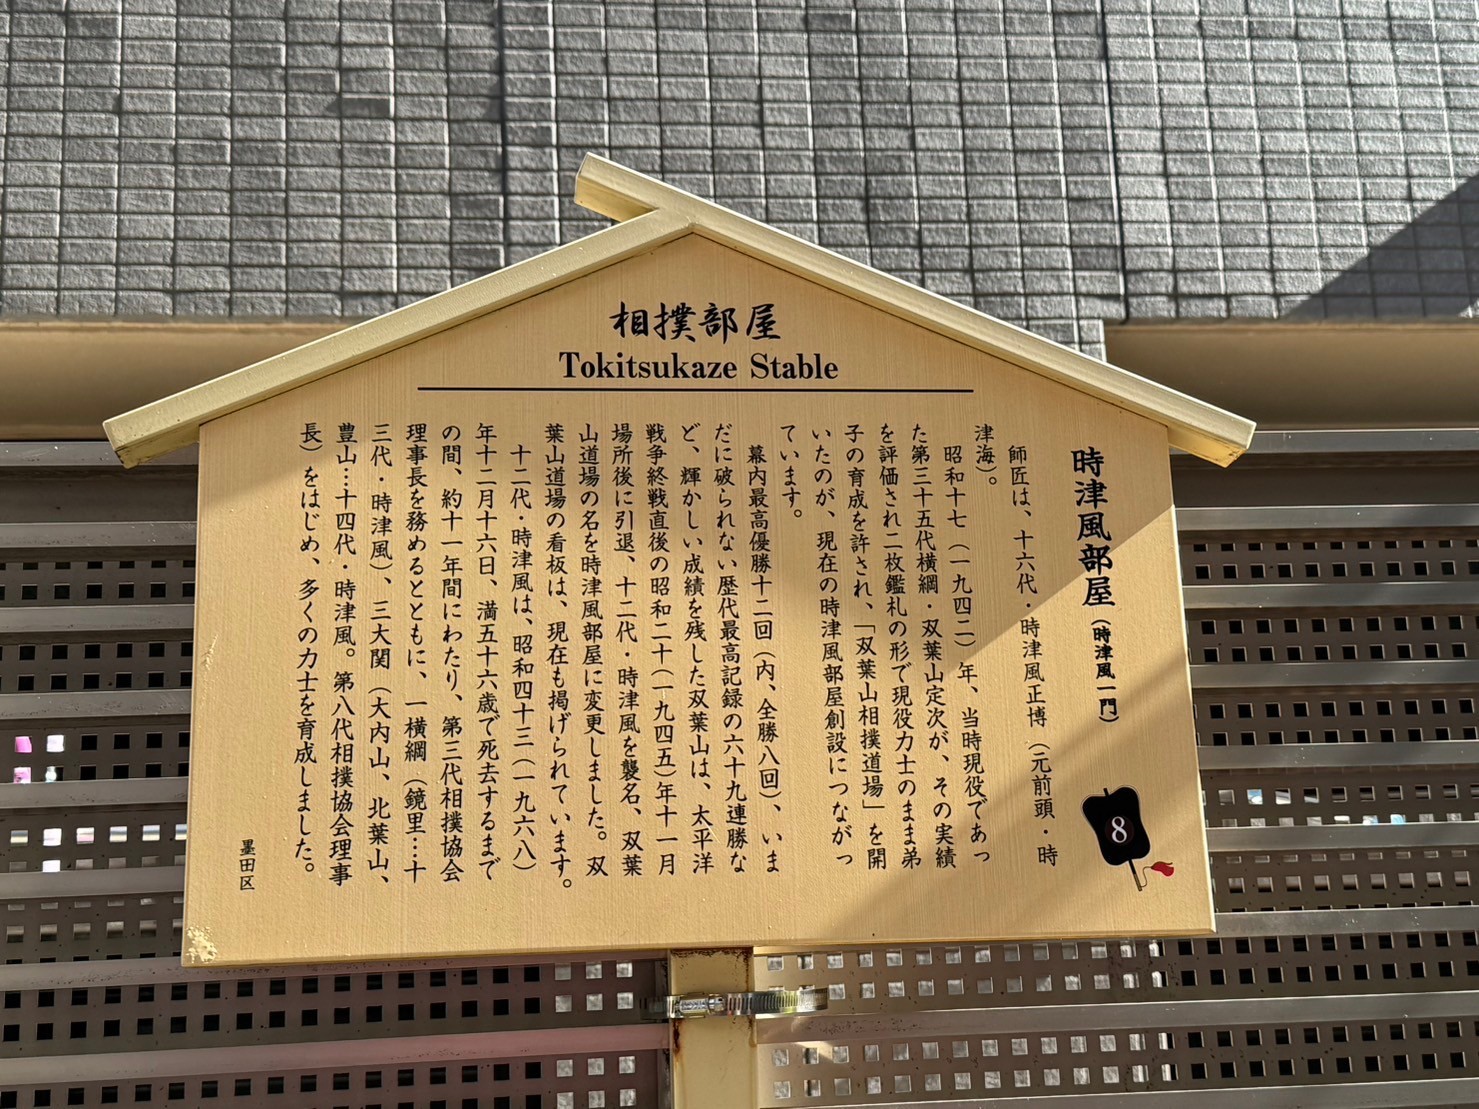 相撲部屋
Tokitsukaze Stable
時津風部屋（時津風一門）
師匠は、十六代・時津風正博（元前頭・時
津海）。
昭和十七（一九四二）年、当時現役であっ
た第三十五代横綱・双葉山定次が、その実績
を評価され二枚鑑札の形で現役力士のまま弟
子の育成を許され、「双葉山相撲道場」を開
いたのが、現在の時津風部屋創設につながっ
ています。
幕内最高優勝十二回（内、全勝八回）、いま
だに破られない歴代最高記録の六十九連勝な
ど、輝かしい成績を残した双葉山は、太平洋
戦争終戦直後の昭和二十（一九四五）年十一月
場所後に引退、十二代・時津風を襲名、双葉
山道場の名を時津風部屋に変更しました。双
葉山道場の看板は、現在も掲げられています。
十二代・時津風は、昭和四十三（一九六八）
年十二月十六日、満五十六歳で死去するまで
の間、約十一年間にわたり、第三代相撲協会
理事長を務めるとともに、一横綱（鏡里…十
三代・時津風）、三大関（大内山、北葉山、
豊山…十四代・時津風。第八代相撲協会理事
長）をはじめ、多くの力士を育成しました。
墨田区
8